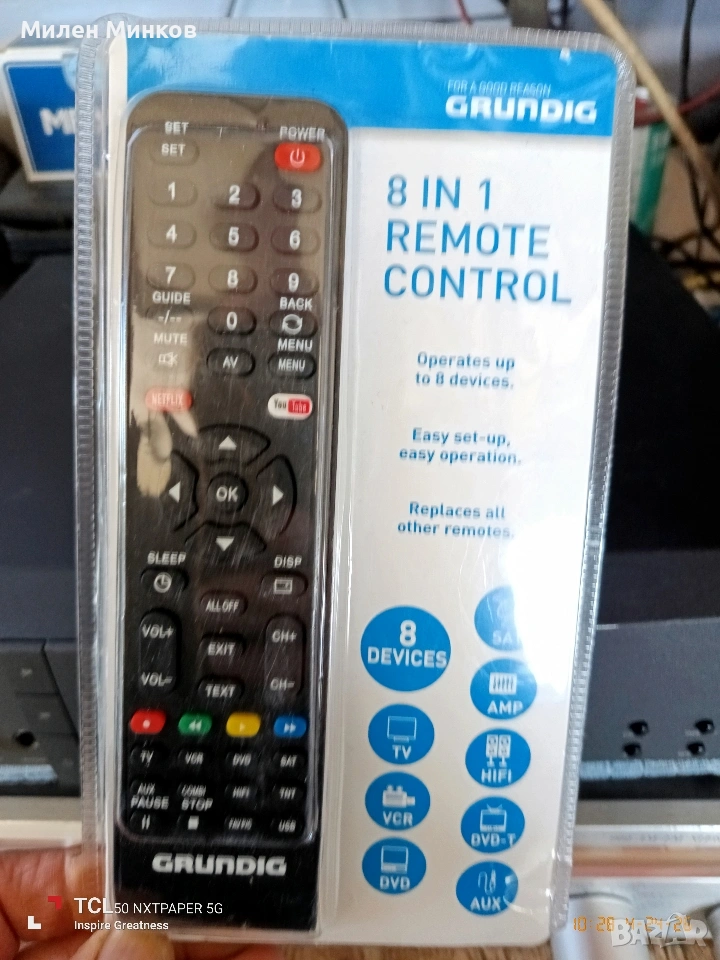 Милен Минков
FOR A GOOD REASON
GRUNDIG
8 IN 1
REMOTE
CONTROL
Operates up
to 8 devices.
Easy set-up,
easy operation.
Replaces all
other remotes.
8
DEVICES
SAT
AMP
TV
HIFI
VCR
DVB-T
DVD
AUX
SET
POWER
SET
1 2 3
4 5 6
7 8 9
GUIDE
BACK
-/-- 0
MUTE
MENU
AV MENU
NETFLIX YouTube
OK
SLEEP
DISP
ALL OFF
VOL+ CH+
EXIT
VOL- CH-
TEXT
TV VCR DVD SAT
AUX COMBI HIFI TNT
PAUSE STOP
USB
GRUNDIG
TCL50 NXTPAPER 5G
Inspire Greatness
BAZAR